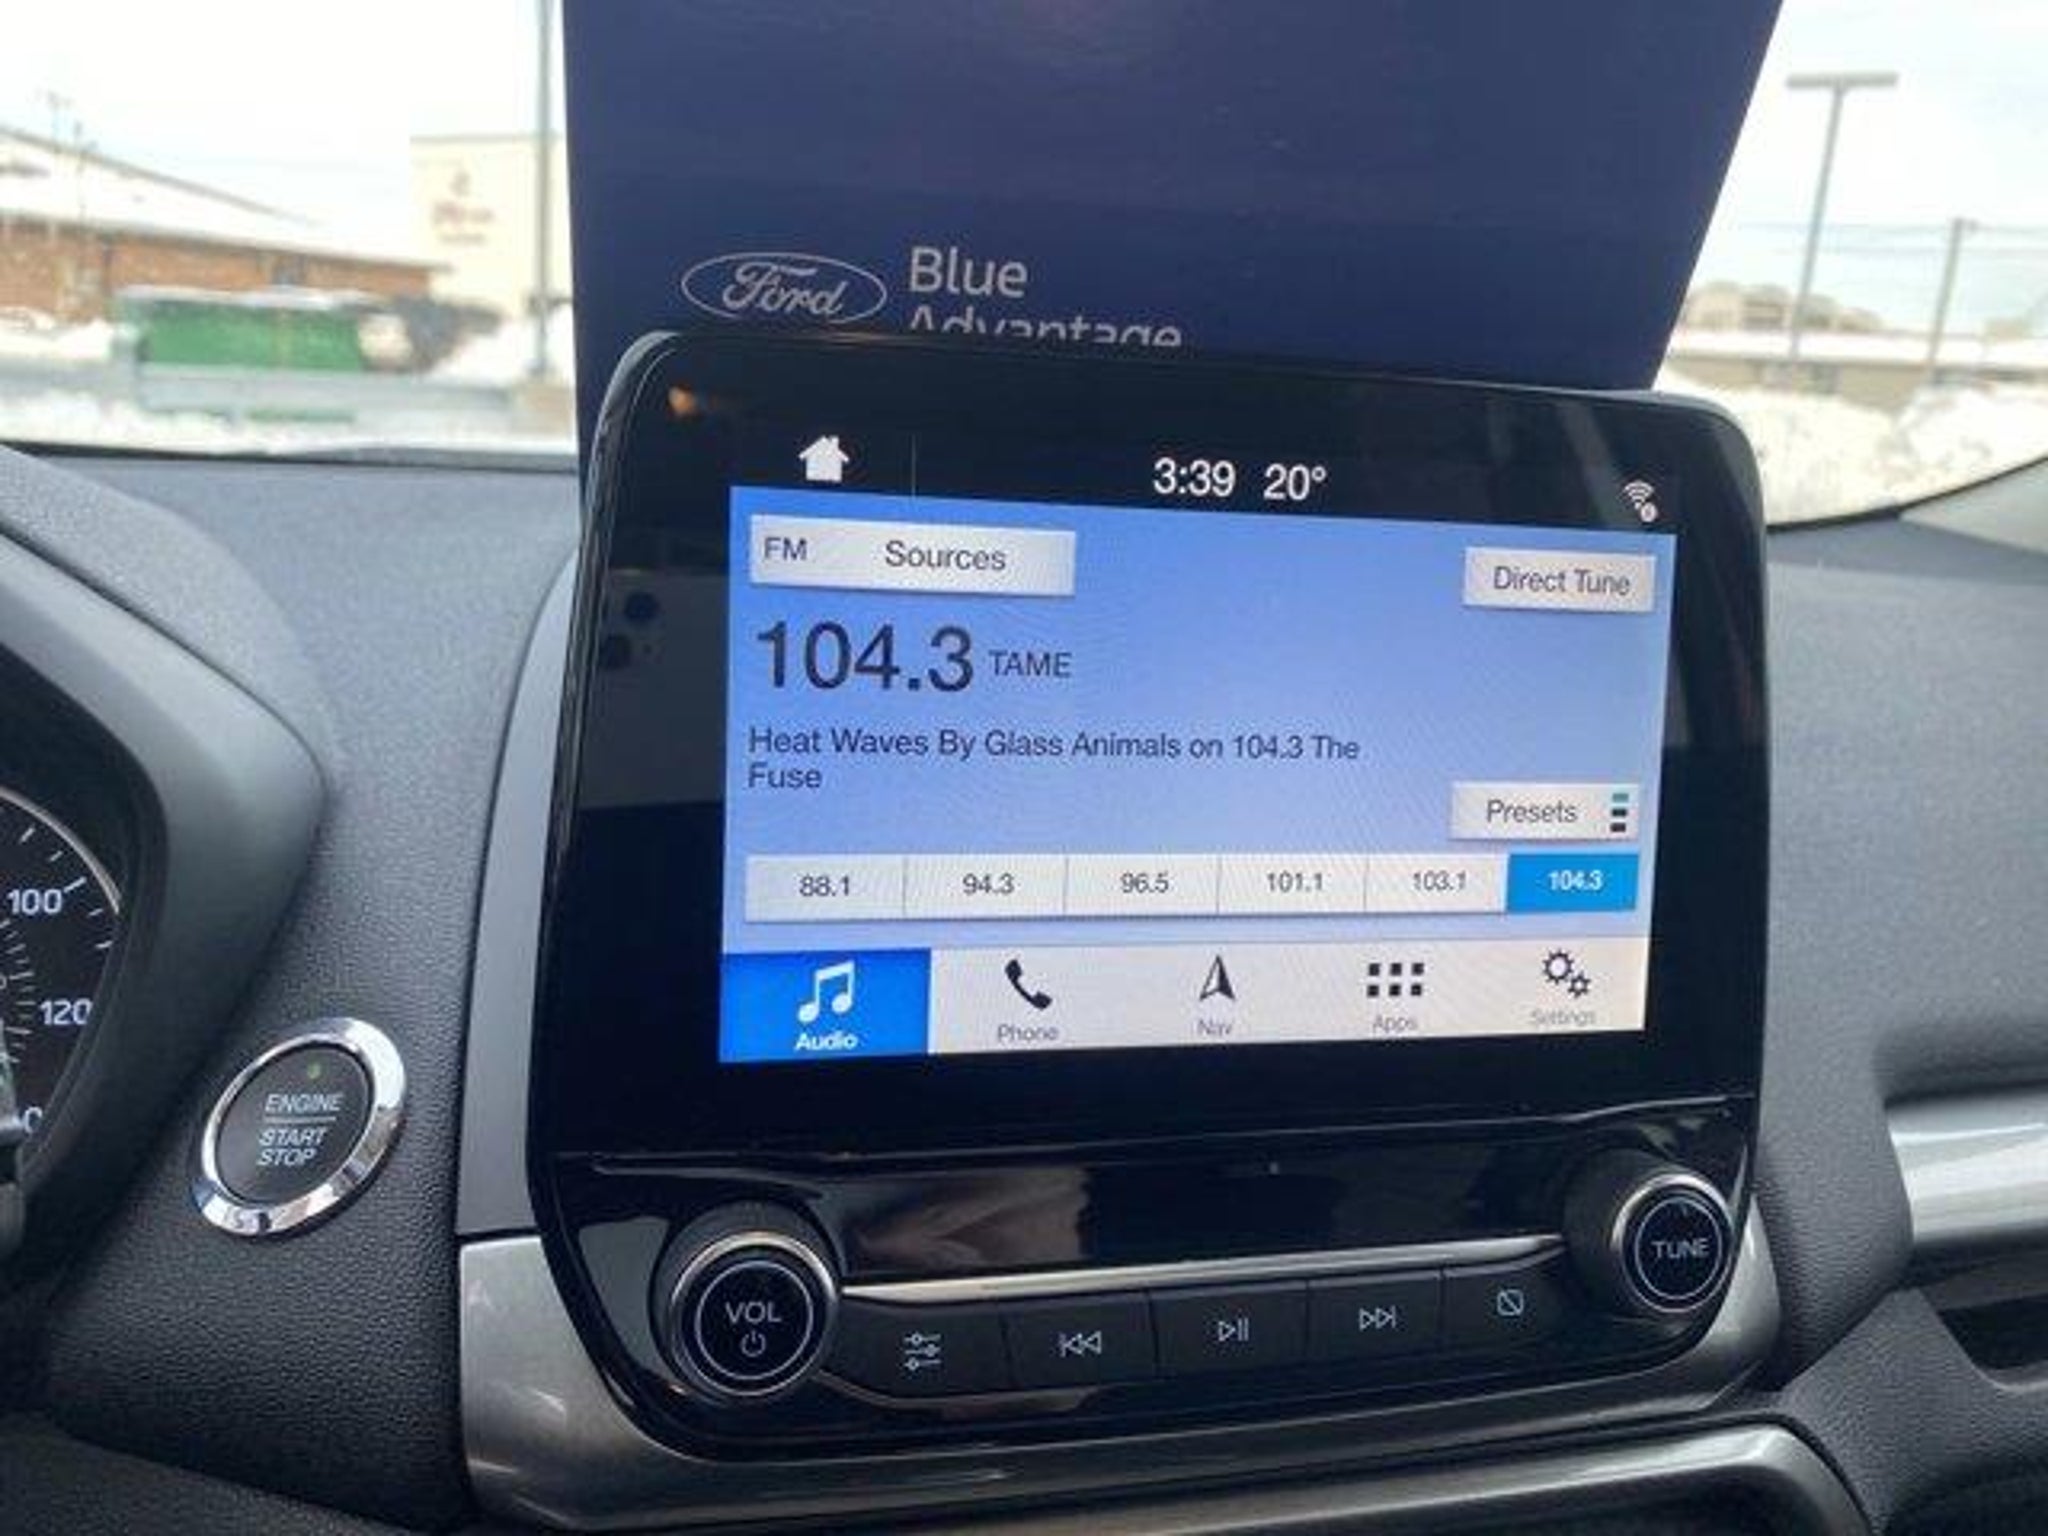 Ford
Blue
Advantage
3:39 20°
FM Sources
Direct Tune
104.3 TAME
Heat Waves By Glass Animals on 104.3 The
Fuse
Presets
88.1 94.3 96.5 101.1 103.1 104.3
Audio Phone Nav Apps Settings
100
120
ENGINE
START
STOP
VOL
TUNE